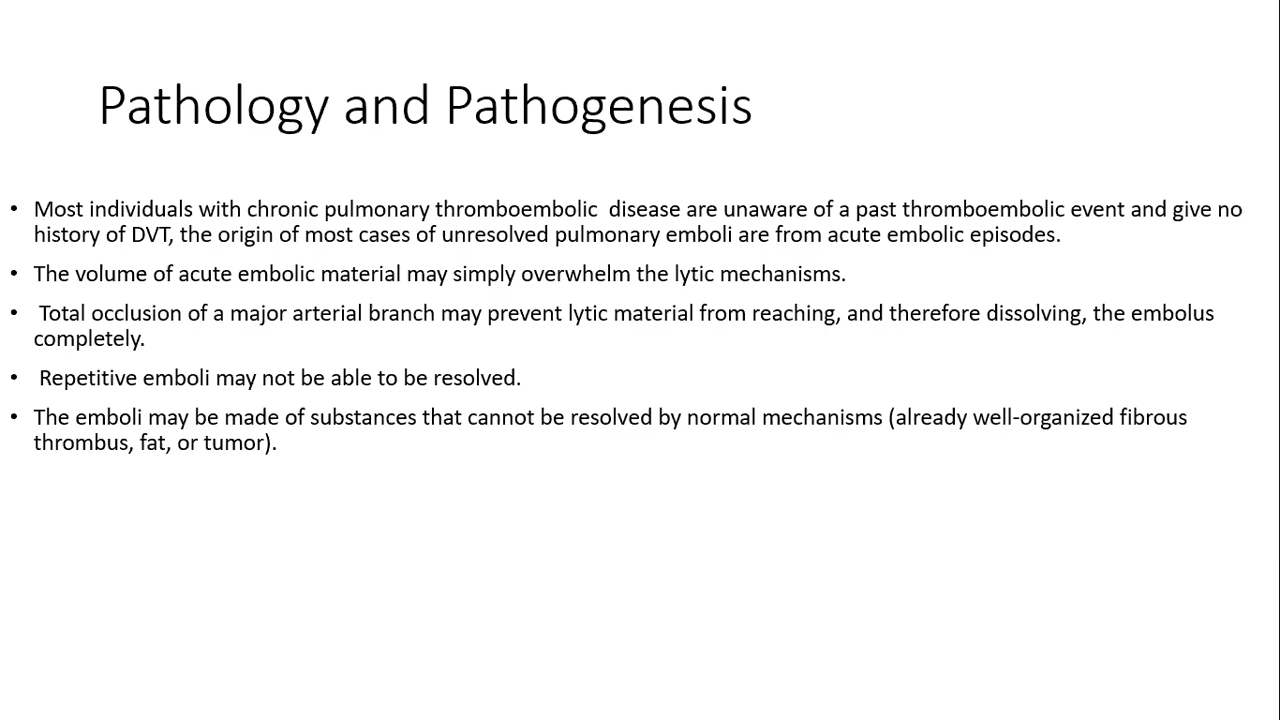 Pathology and Pathogenesis
• Most individuals with chronic pulmonary thromboembolic  disease are unaware of a past thromboembolic event and give no
history of DVT, the origin of most cases of unresolved pulmonary emboli are from acute embolic episodes.
• The volume of acute embolic material may simply overwhelm the lytic mechanisms.
•  Total occlusion of a major arterial branch may prevent lytic material from reaching, and therefore dissolving, the embolus
completely.
•  Repetitive emboli may not be able to be resolved.
• The emboli may be made of substances that cannot be resolved by normal mechanisms (already well-organized fibrous
thrombus, fat, or tumor).